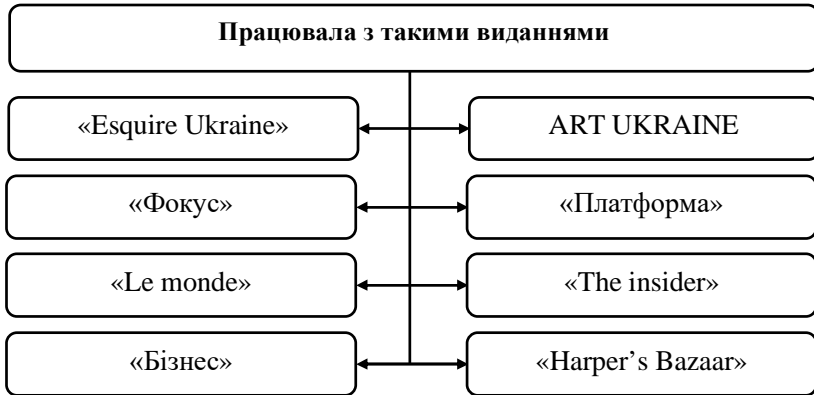 Працювала з такими виданнями
«Esquire Ukraine»
ART UKRAINE
«Фокус»
«Платформа»
«Le monde»
«The insider»
«Бізнес»
«Harper’s Bazaar»